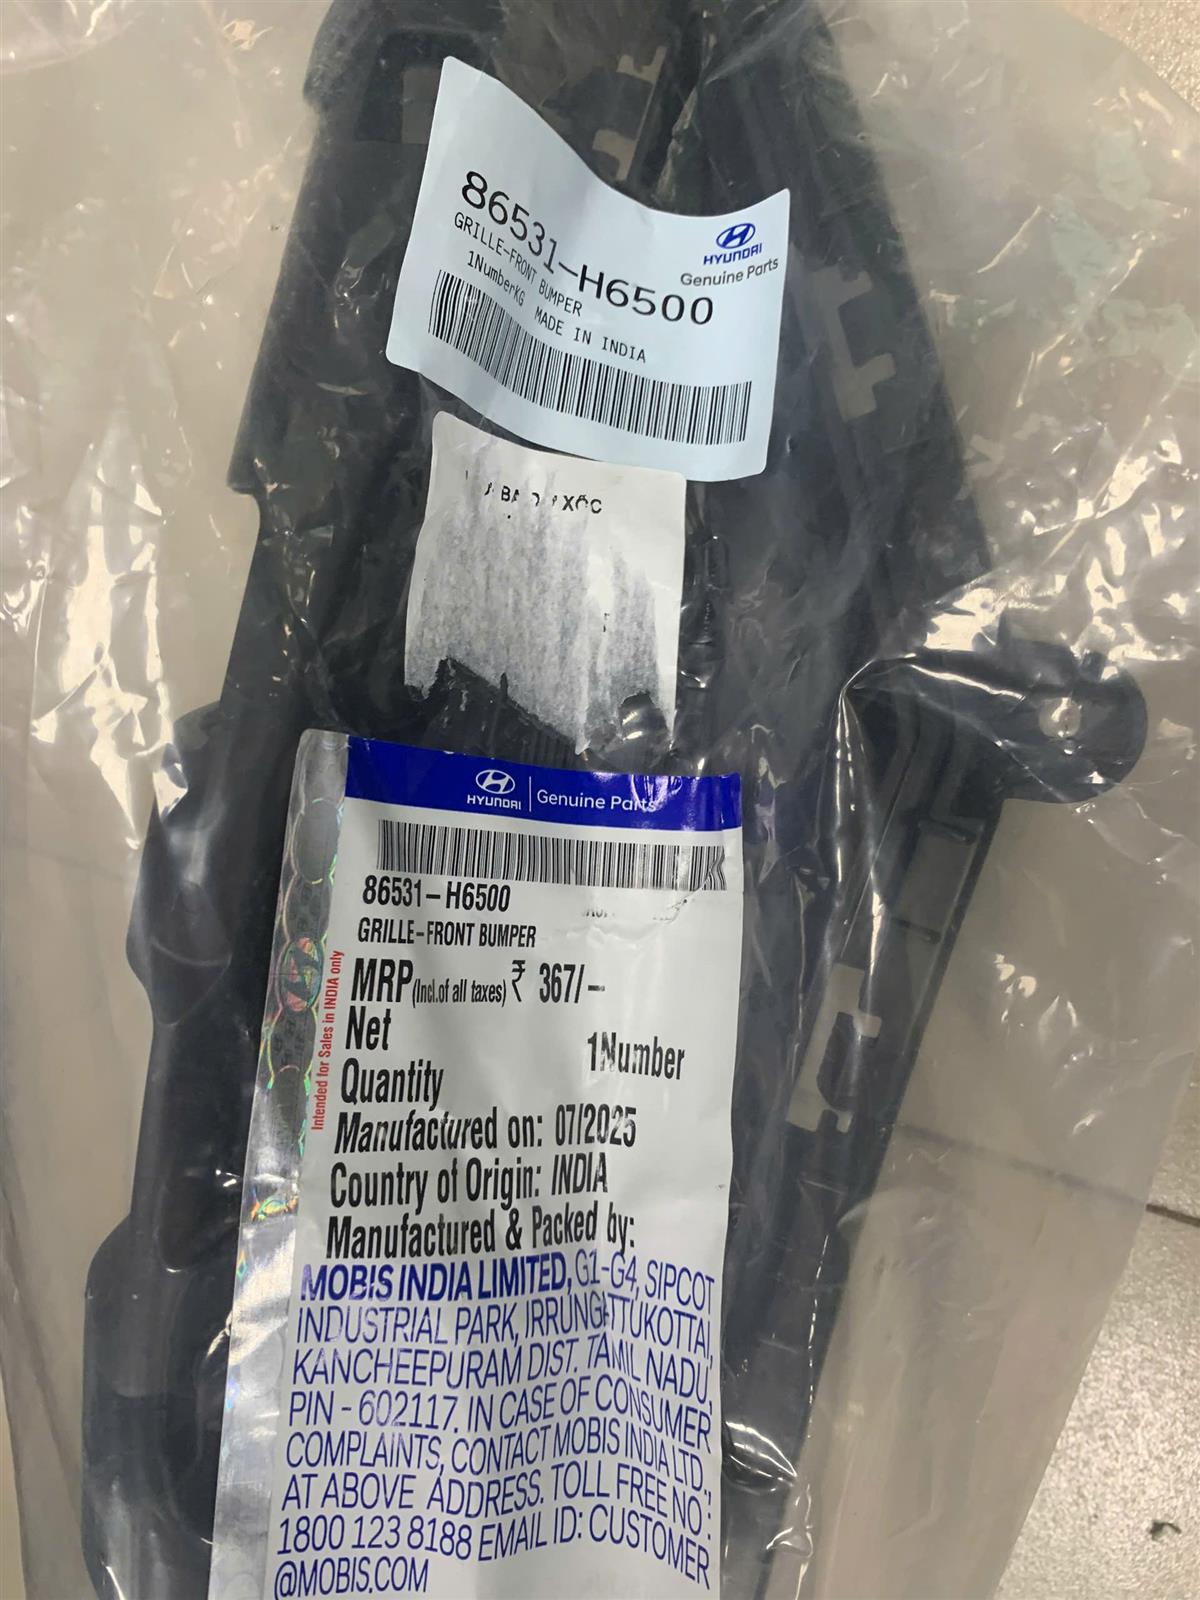 86531-H6500
HYUNDAI
Genuine Parts
GRILLE-FRONT BUMPER
1NumberKG MADE IN INDIA
HYUNDAI | Genuine Parts
86531-H6500
GRILLE-FRONT BUMPER
MRP(Incl.of all taxes) ₹ 367/-
Net
Quantity 1Number
Manufactured on: 07/2025
Country of Origin: INDIA
Manufactured & Packed by:
MOBIS INDIA LIMITED, G1-G4, SIPCOT
INDUSTRIAL PARK, IRRUNGATTUKOTTAI,
KANCHEEPURAM DIST. TAMIL NADU,
PIN - 602117. IN CASE OF CONSUMER
COMPLAINTS, CONTACT MOBIS INDIA LTD.,
AT ABOVE ADDRESS. TOLL FREE NO :
1800 123 8188 EMAIL ID: CUSTOMER
@MOBIS.COM
Intended for Sales in INDIA only